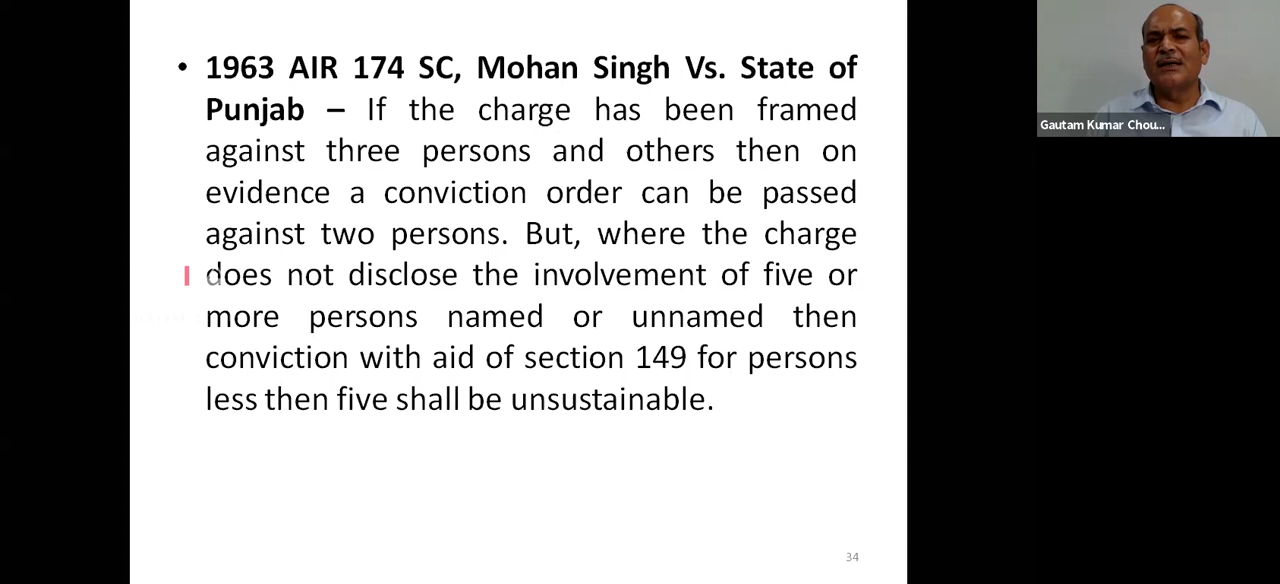 • 1963 AIR 174 SC, Mohan Singh Vs. State of
Punjab – If the charge has been framed
against three persons and others then on
evidence a conviction order can be passed
against two persons. But, where the charge
does not disclose the involvement of five or
more persons named or unnamed then
conviction with aid of section 149 for persons
less then five shall be unsustainable.
34
Gautam Kumar Chou...